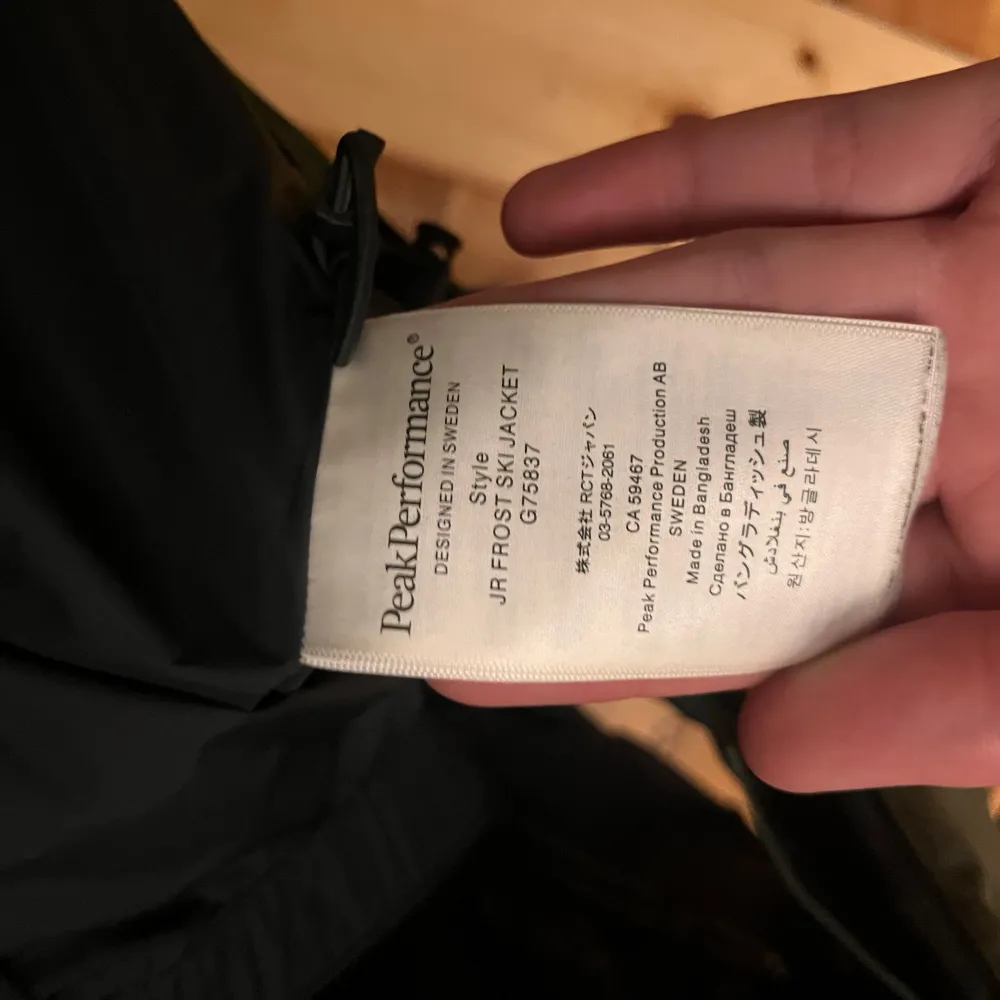 PeakPerformance®
DESIGNED IN SWEDEN
Style
JR FROST SKI JACKET
G75837
株式会社 RCTジャパン
03-5768-2061
CA 59467
Peak Performance Production AB
SWEDEN
Made in Bangladesh
Сделано в Бангладеш
バングラディッシュ製
صنع في بنغلادش
원산지:방글라데시